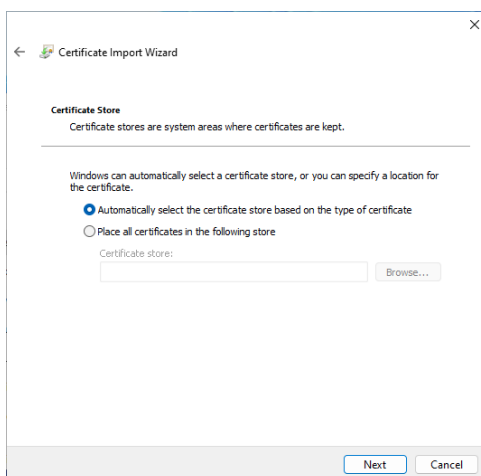 Certificate Import Wizard
Certificate Store
Certificate stores are system areas where certificates are kept.
Windows can automatically select a certificate store, or you can specify a location for
the certificate.
Automatically select the certificate store based on the type of certificate
Place all certificates in the following store
Certificate store:
Browse...
Next
Cancel